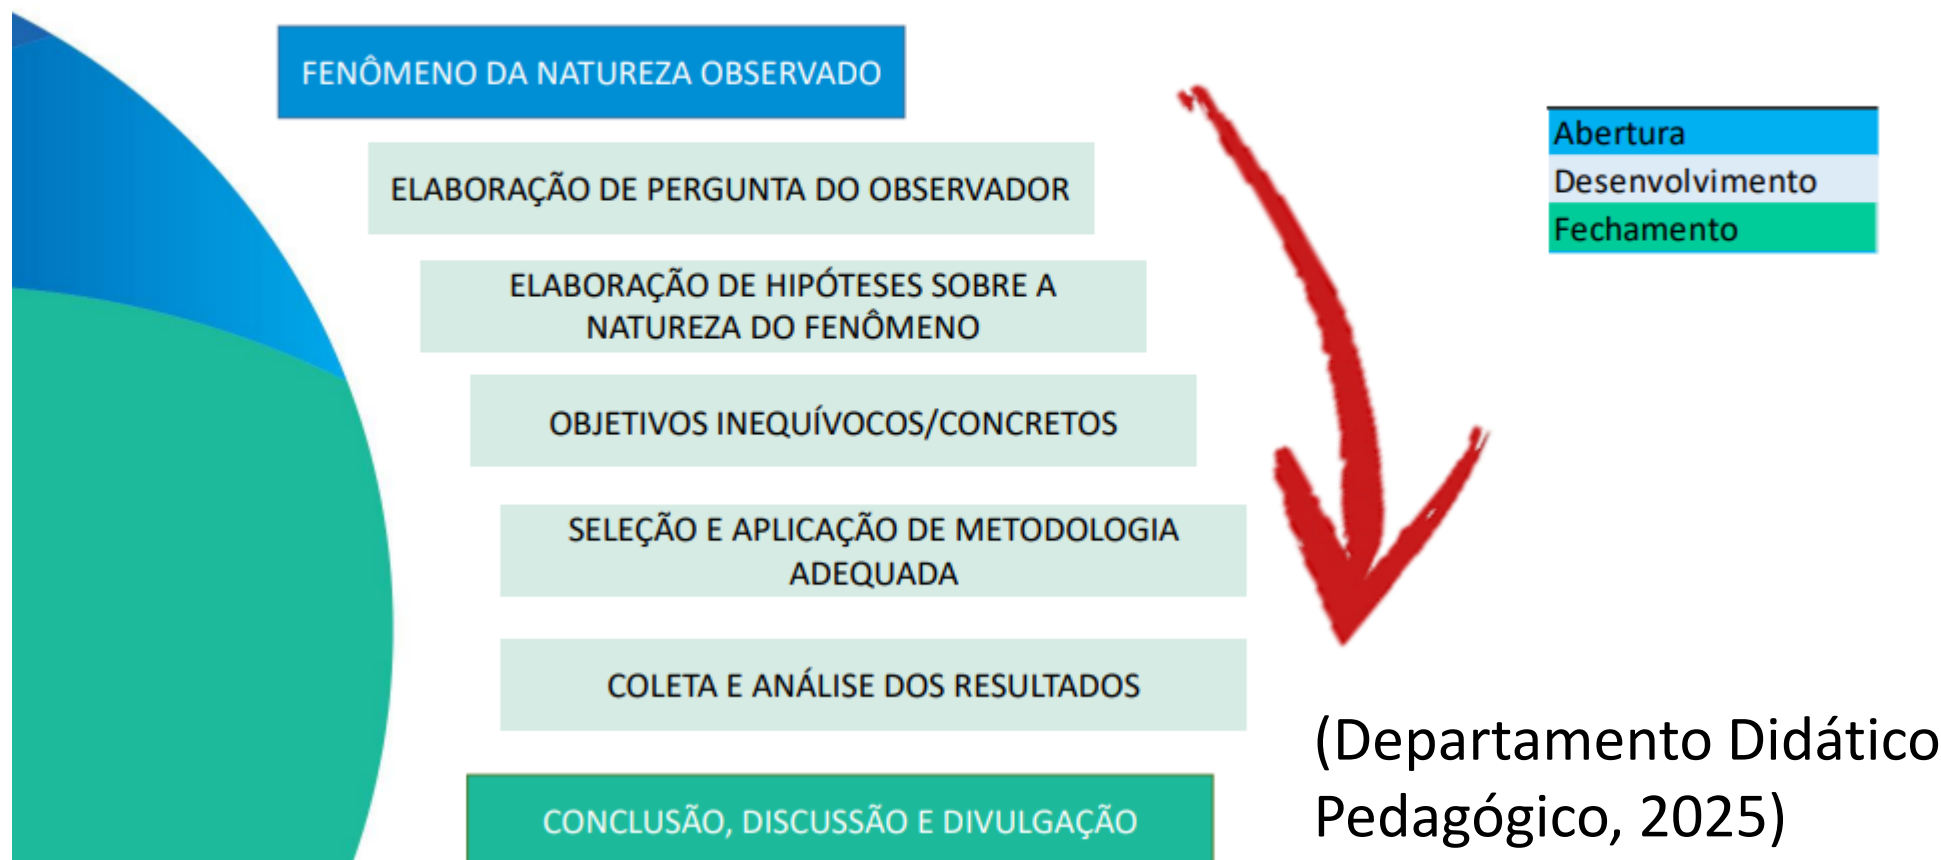 FENÔMENO DA NATUREZA OBSERVADO
ELABORAÇÃO DE PERGUNTA DO OBSERVADOR
ELABORAÇÃO DE HIPÓTESES SOBRE A
NATUREZA DO FENÔMENO
OBJETIVOS INEQUÍVOCOS/CONCRETOS
SELEÇÃO E APLICAÇÃO DE METODOLOGIA
ADEQUADA
COLETA E ANÁLISE DOS RESULTADOS
CONCLUSÃO, DISCUSSÃO E DIVULGAÇÃO
Abertura
Desenvolvimento
Fechamento
(Departamento Didático
Pedagógico, 2025)